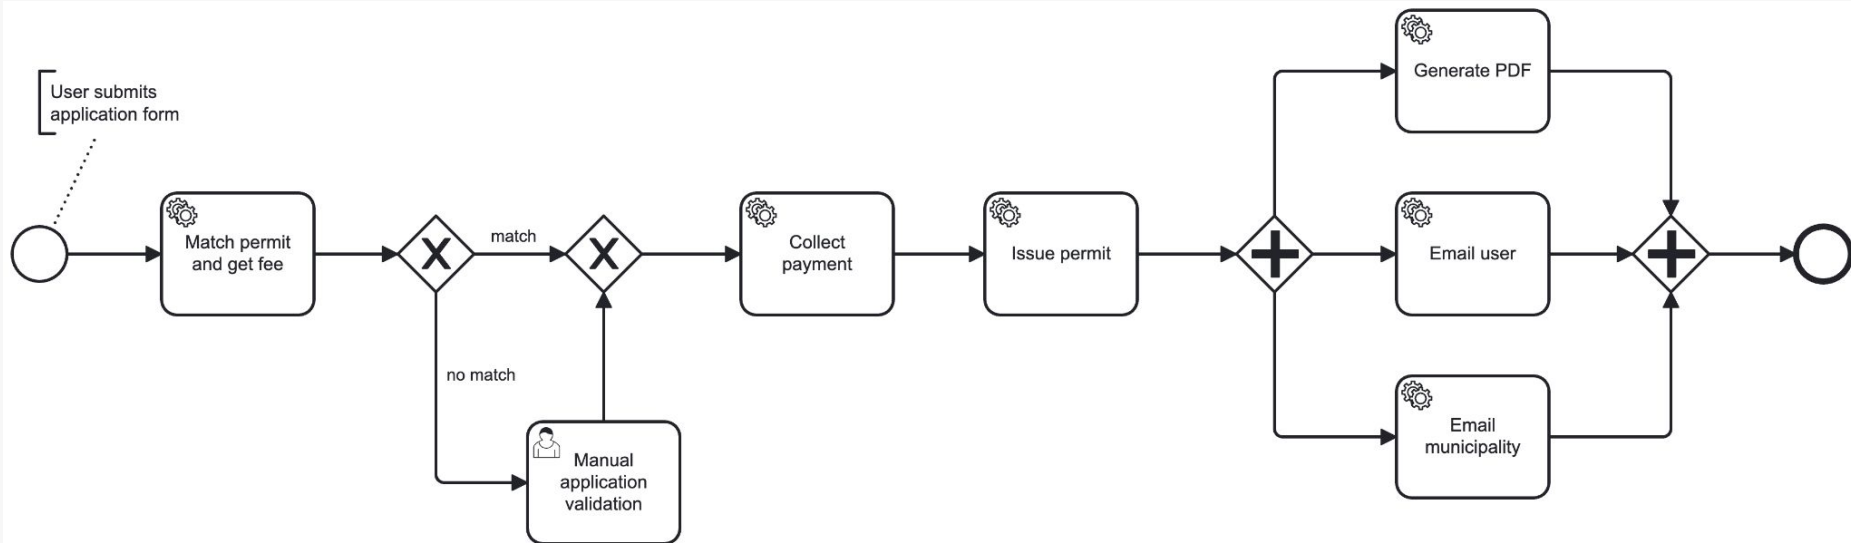 User submits
application form
Match permit
and get fee
match
no match
Manual
application
validation
Collect
payment
Issue permit
Generate PDF
Email user
Email
municipality